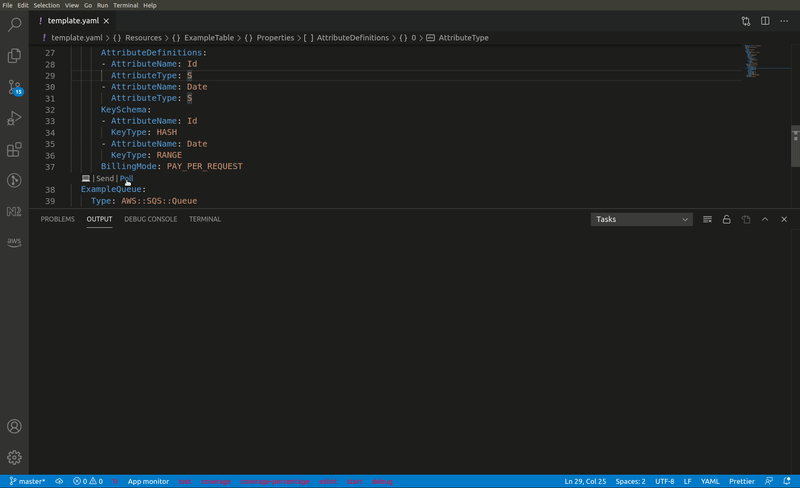 File Edit Selection View Go Run Terminal Help
! template.yaml ×
! template.yaml > {} Resources > {} ExampleTable > {} Properties > [ ] AttributeDefinitions > {} 0 > AttributeType
27 AttributeDefinitions:
28 - AttributeName: Id
29 AttributeType: S
30 - AttributeName: Date
31 AttributeType: S
32 KeySchema:
33 - AttributeName: Id
34 KeyType: HASH
35 - AttributeName: Date
36 KeyType: RANGE
37 BillingMode: PAY_PER_REQUEST
| Send | Poll
38 ExampleQueue:
39 Type: AWS::SQS::Queue
15
aws
PROBLEMS OUTPUT DEBUG CONSOLE TERMINAL Tasks
master* 0 0 App monitor Ln 29, Col 25 Spaces: 2 UTF-8 LF YAML Prettier